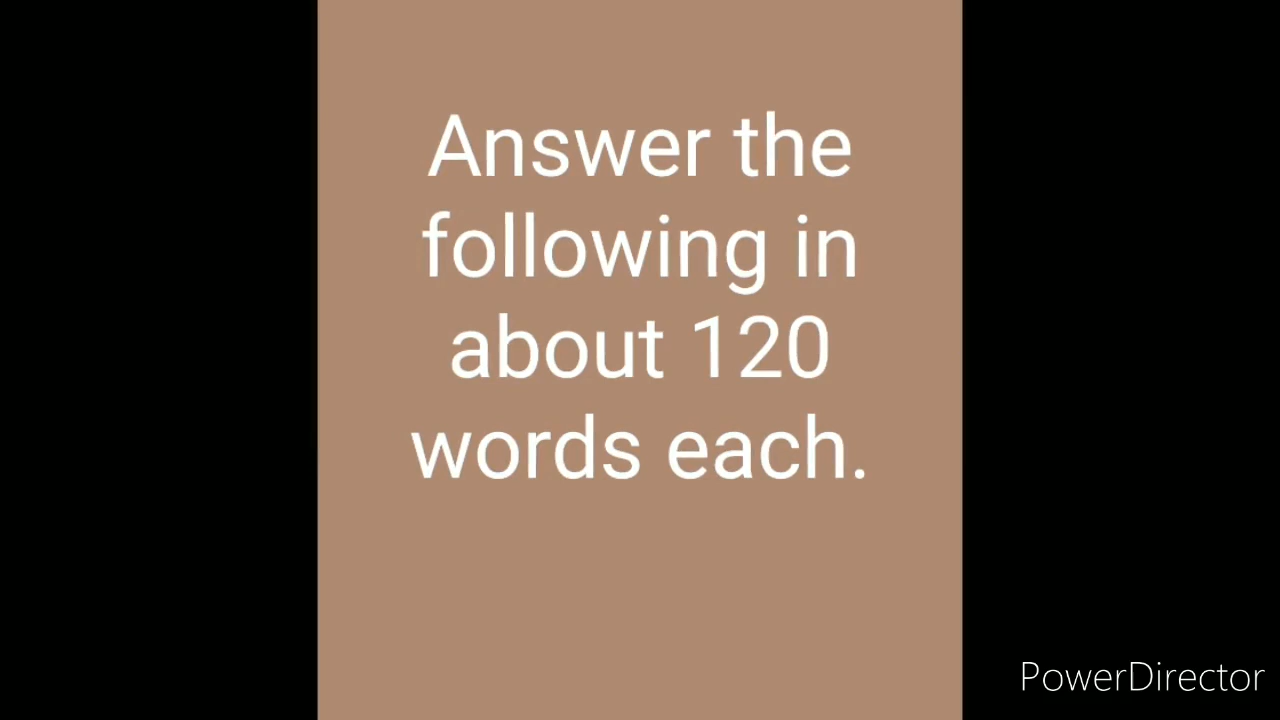 Answer the
following in
about 120
words each.
PowerDirector